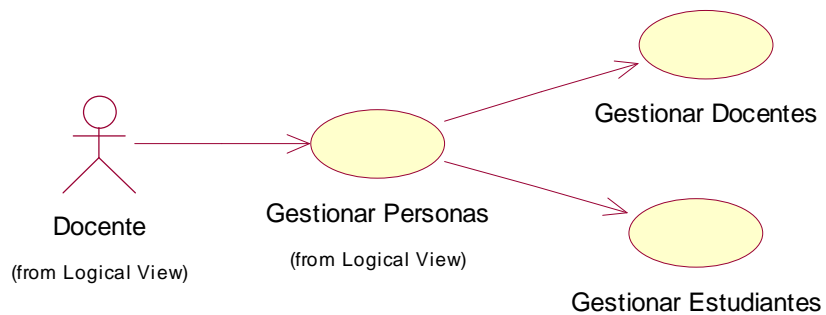 Gestionar Docentes
Docente
(from Logical View)
Gestionar Personas
(from Logical View)
Gestionar Estudiantes